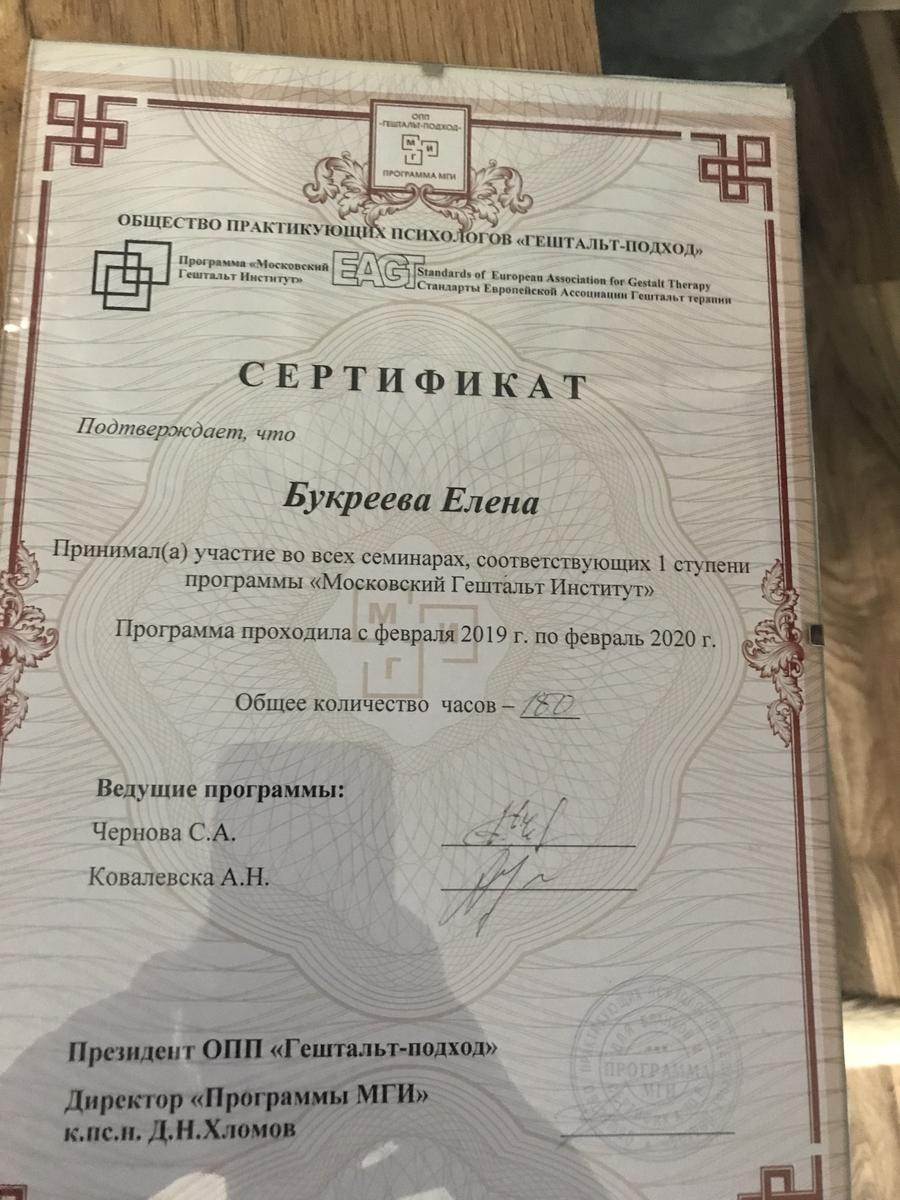 ОПП
«ГЕШТАЛЬТ-ПОДХОД»
М
Г И
Г
ПРОГРАММА МГИ
ОБЩЕСТВО ПРАКТИКУЮЩИХ ПСИХОЛОГОВ «ГЕШТАЛЬТ-ПОДХОД»
Программа «Московский
Гештальт Институт»
EAGT
Standards of European Association for Gestalt Therapy
Стандарты Европейской Ассоциации Гештальт терапии
СЕРТИФИКАТ
Подтверждает, что
Букреева Елена
Принимал(а) участие во всех семинарах, соответствующих 1 ступени
программы «Московский Гештальт Институт»
М
И
Г
Программа проходила с февраля 2019 г. по февраль 2020 г.
Общее количество часов – 180
Ведущие программы:
Чернова С.А.
Ковалевска А.Н.
Президент ОПП «Гештальт-подход»
Директор «Программы МГИ»
к.пс.н. Д.Н.Хломов
ПРОГРАММА
МГИ